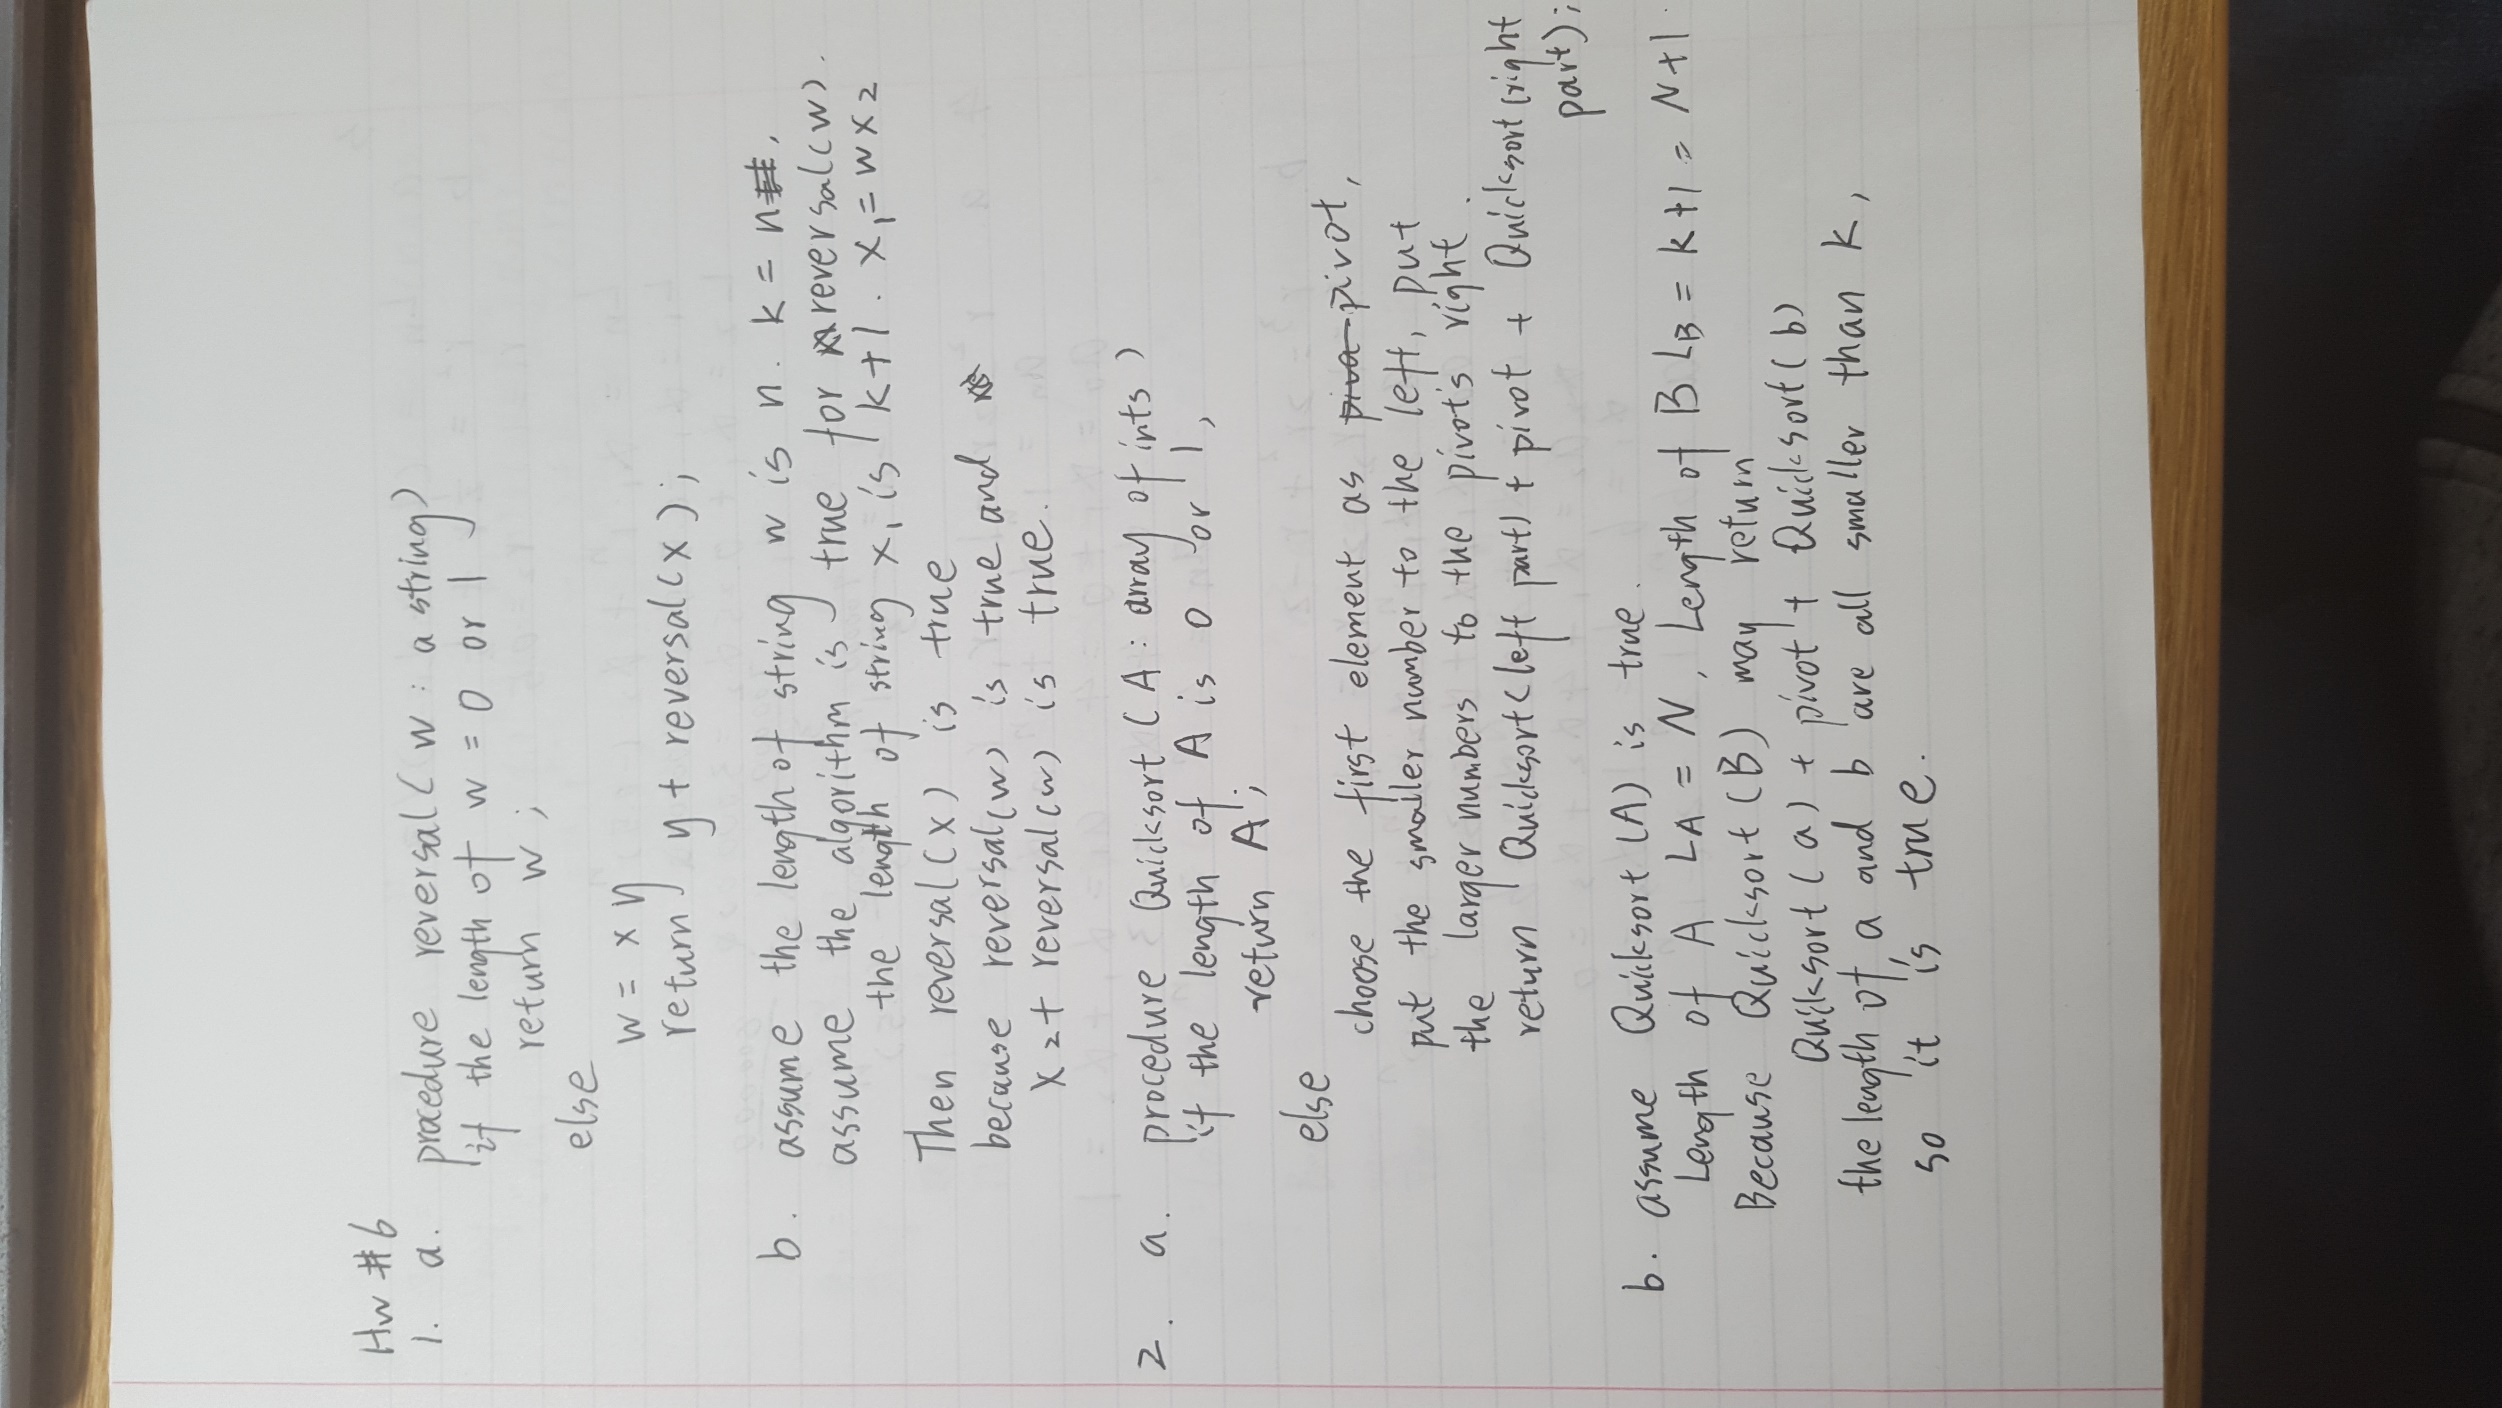 HW #6
1. a. procedure reversal(w: a string)
if the length of w = 0 or 1
return w;
else
w = xy
return y + reversal(x);
b. assume the length of string w is n. k = n,
assume the algorithm is true for reversal(w).
the length of string x1 is k+1. x1 = wx2
Then reversal(x) is true
because reversal(w) is true and
x2 + reversal(w) is true.
2. a. procedure Quicksort (A: array of ints)
if the length of A is 0 or 1,
return A;
else
choose the first element as pivot,
put the smaller number to the left, put
the larger numbers to the pivot's right.
return Quicksort(left part) + pivot + Quicksort(right
part);
b. assume Quicksort(A) is true.
Length of A LA = N, Length of B LB = k+1 = N+1.
Because Quicksort(B) may return
Quicksort(a) + pivot + Quicksort(b)
the length of a and b are all smaller than k,
so it is true.